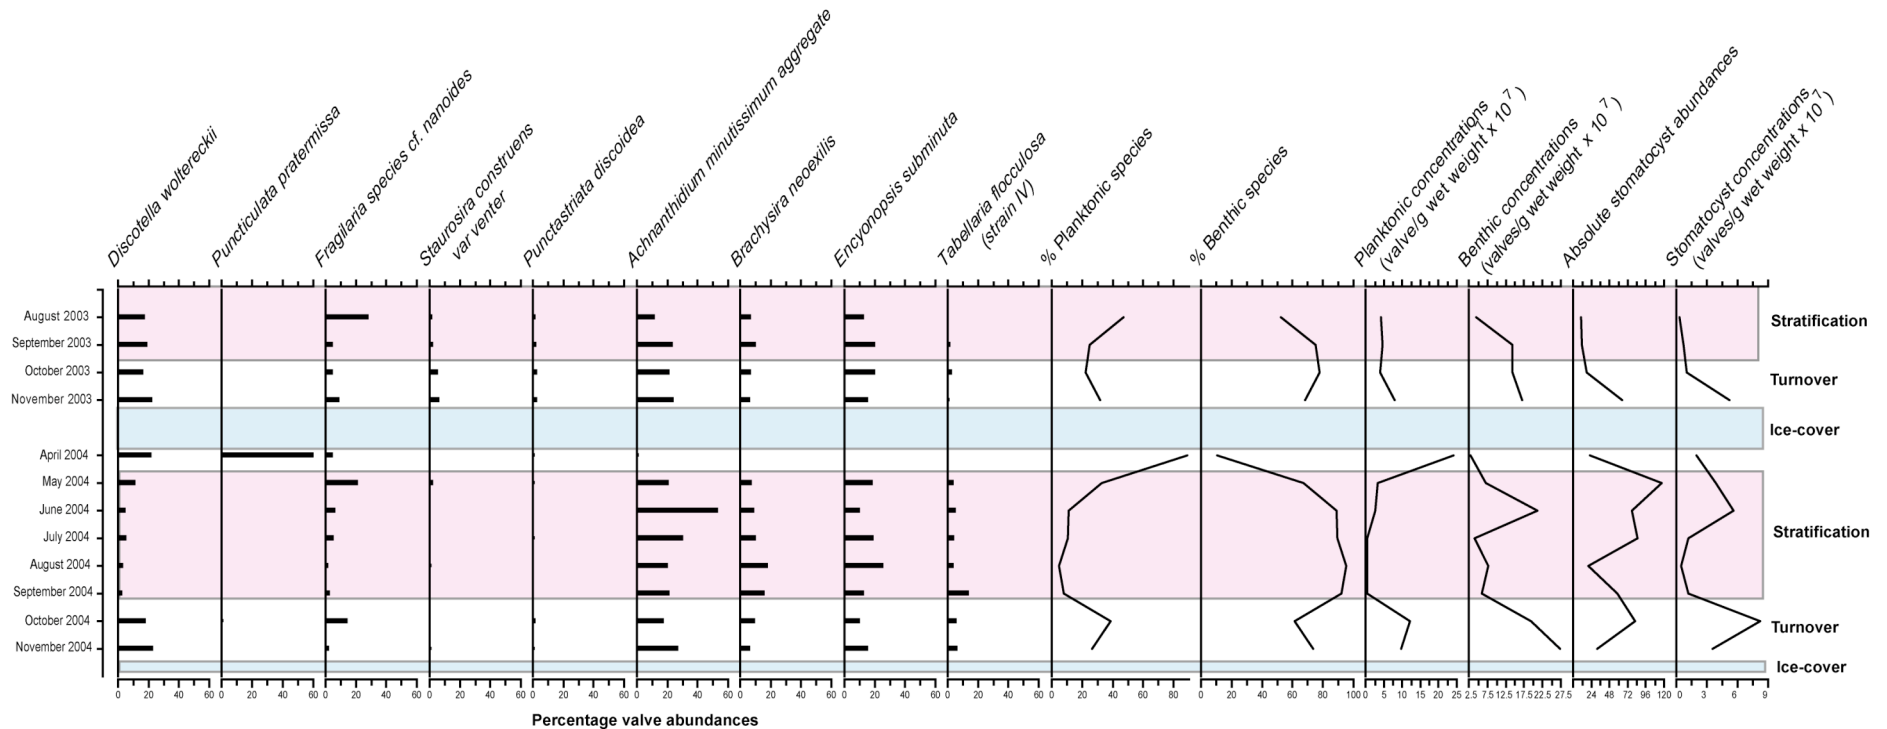 Discotella woltereckii
Puncticulata pratermissa
Fragilaria species cf. nanoides
Staurosira construens
var venter
Punctastriata discoidea
Achnanthidium minutissimum aggregate
Brachysira neoexilis
Encyonopsis subminuta
Tabellaria flocculosa
(strain IV)
% Planktonic species
% Benthic species
Planktonic concentrations
(valve/g wet weight x 10 7 )
Benthic concentrations
(valves/g wet weight x 10 7 )
Absolute stomatocyst abundances
Stomatocyst concentrations
(valves/g wet weight x 10 7 )
August 2003
September 2003
October 2003
November 2003
April 2004
May 2004
June 2004
July 2004
August 2004
September 2004
October 2004
November 2004
Stratification
Turnover
Ice-cover
Stratification
Turnover
Ice-cover
0 20 40 60 0 20 40 60 0 20 40 60 0 20 40 60 0 20 40 60 0 20 40 60 0 20 40 60 0 20 40 60 0 20 40 60 0 20 40 60 80 0 20 40 60 80 100 0 5 10 15 20 25 2.5 7.5 12.5 17.5 22.5 27.5 24 48 72 96 120 0 3 6 9
Percentage valve abundances